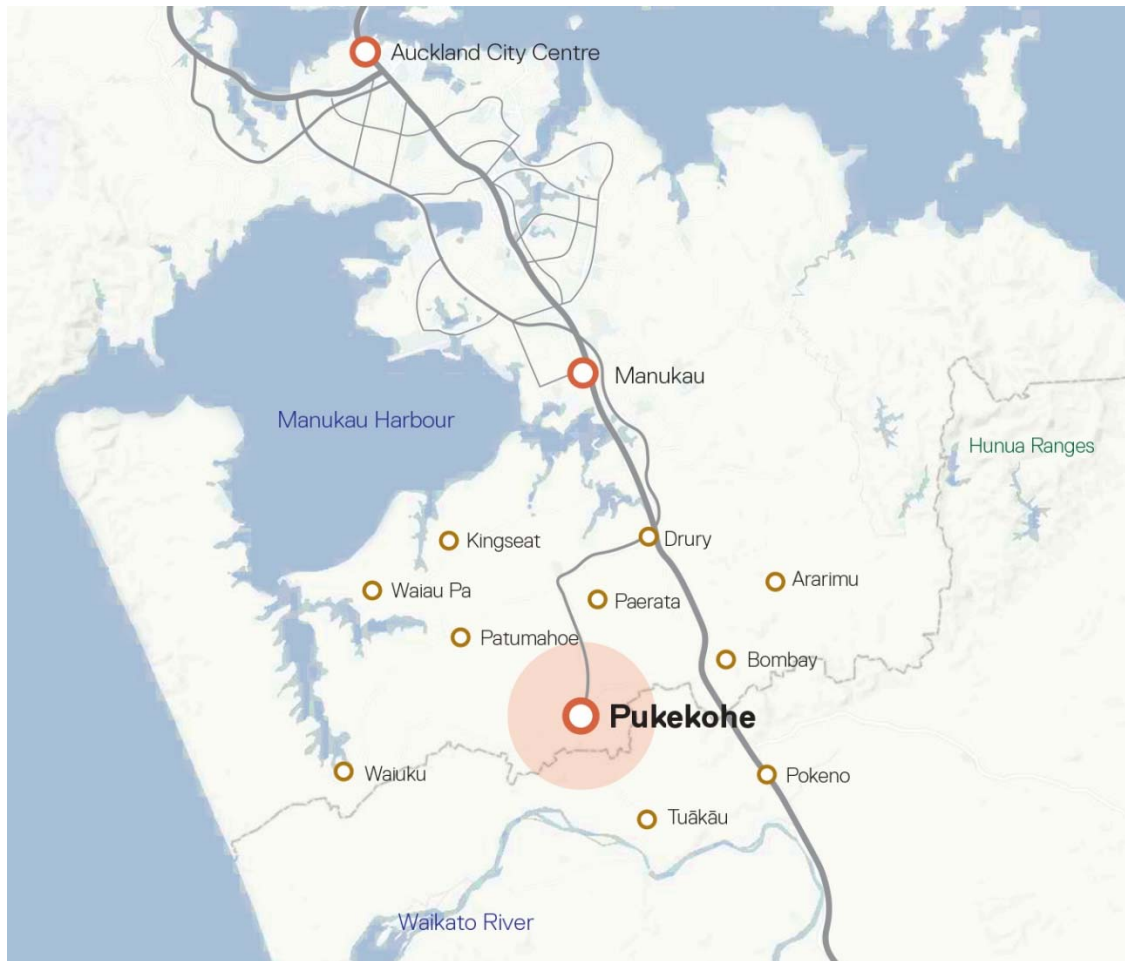 Auckland City Centre
Manukau
Manukau Harbour
Hunua Ranges
Kingseat
Drury
Ararimu
Waiau Pa
Paerata
Patumahoe
Bombay
Pukekohe
Waiuku
Pokeno
Tuākāu
Waikato River